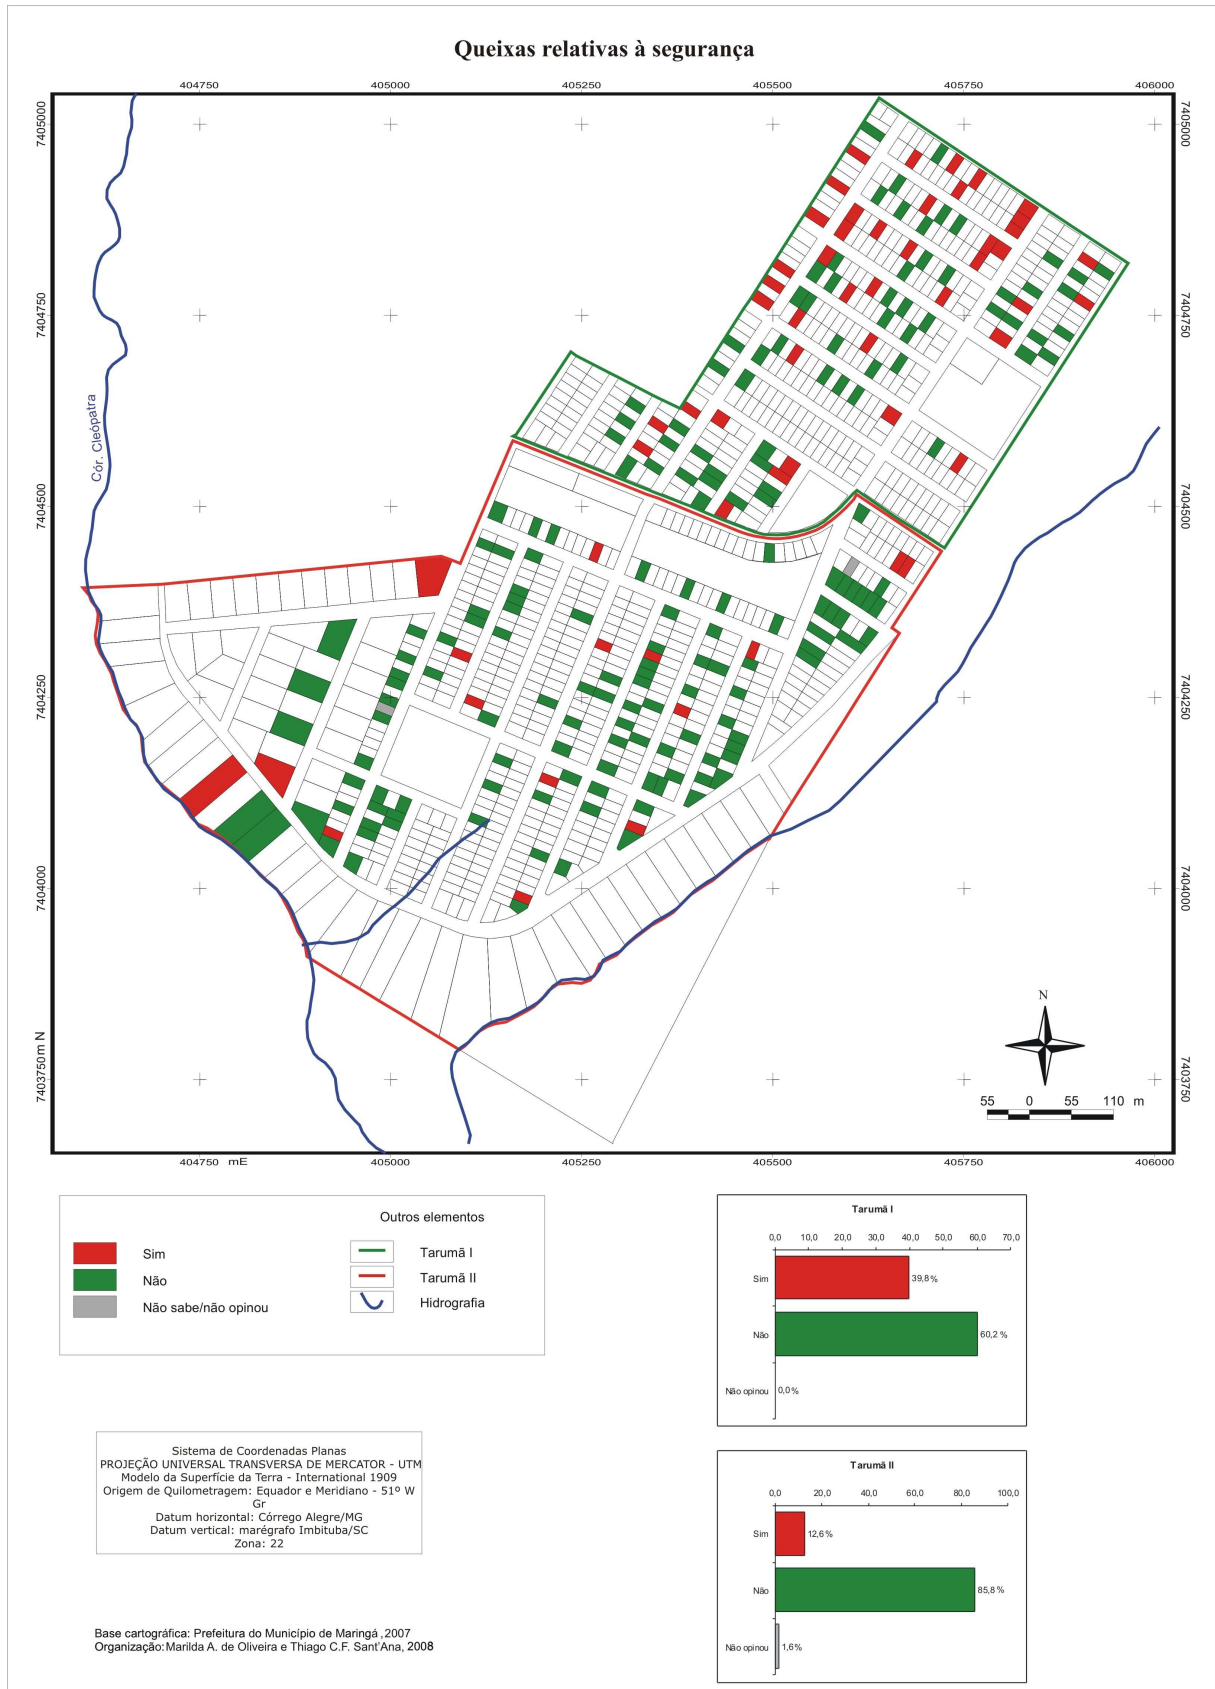 Queixas relativas à segurança
404750 405000 405250 405500 405750 406000
7405000 7405000
7404750 7404750
Cór. Cleópatra
7404500 7404500
7404250 7404250
7404000 7404000
N
7403750m N 7403750
55 0 55 110 m
404750 mE 405000 405250 405500 405750 406000
Outros elementos
Sim
Não
Não sabe/não opinou
Tarumã I
Tarumã II
Hidrografia
Tarumã I
0,0 10,0 20,0 30,0 40,0 50,0 60,0 70,0
Sim 39,8%
Não 60,2 %
Não opinou 0,0%
Sistema de Coordenadas Planas
PROJEÇÃO UNIVERSAL TRANSVERSA DE MERCATOR - UTM
Modelo da Superfície da Terra - International 1909
Origem de Quilometragem: Equador e Meridiano - 51º W
Gr
Datum horizontal: Córrego Alegre/MG
Datum vertical: marégrafo Imbituba/SC
Zona: 22
Tarumã II
0,0 20,0 40,0 60,0 80,0 100,0
Sim 12,6%
Não 85,8 %
Não opinou 1,6%
Base cartográfica: Prefeitura do Município de Maringá, 2007
Organização: Marilda A. de Oliveira e Thiago C.F. Sant'Ana, 2008